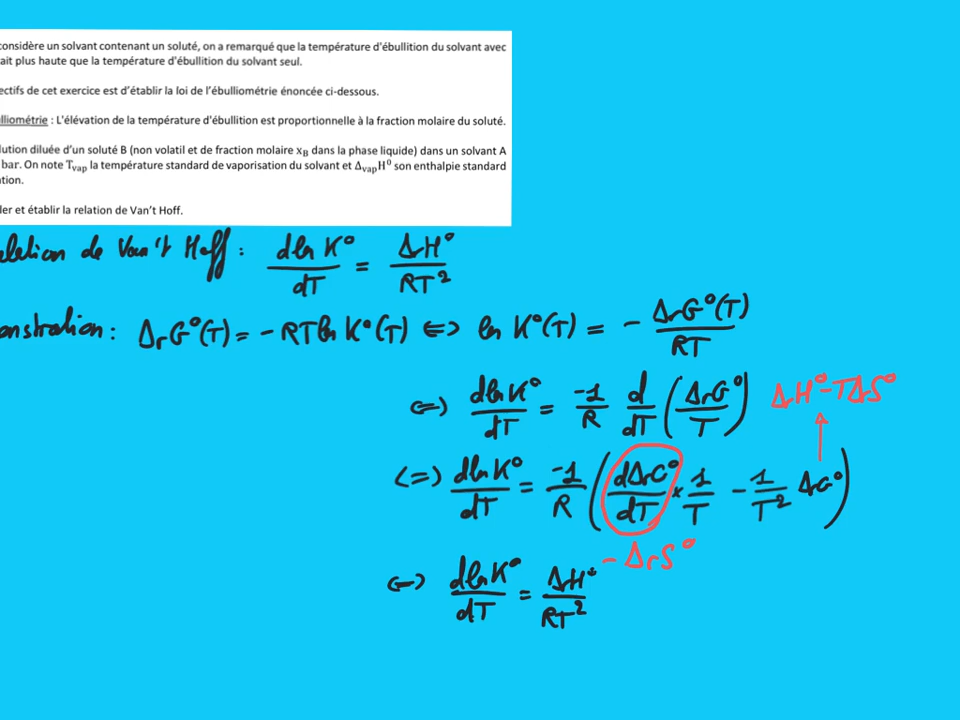 considère un solvant contenant un soluté, on a remarqué que la température d'ébullition du solvant avec
ait plus haute que la température d'ébullition du solvant seul.
ectifs de cet exercice est d'établir la loi de l'ébulliométrie énoncée ci-dessous.
lliométrie : L'élévation de la température d'ébullition est proportionnelle à la fraction molaire du soluté.
lution diluée d'un soluté B (non volatil et de fraction molaire x_B dans la phase liquide) dans un solvant A
bar. On note T_vap la température standard de vaporisation du solvant et Δ_vapH⁰ son enthalpie standard
ation.
ler et établir la relation de Van't Hoff.
elation de Van't Hoff : dln K°/dT = ΔrH°/RT²
onstration : ΔrG°(T) = - RT ln K°(T) <=> ln K°(T) = - ΔrG°(T)/RT
<=> dln K°/dT = -1/R d/dT (ΔrG°/T) ΔrH°-TΔS°
<=> dln K°/dT = -1/R (dΔrG°/dT × 1/T - 1/T² ΔrG°)
- ΔrS°
<=> dln K°/dT = ΔrH°/RT²